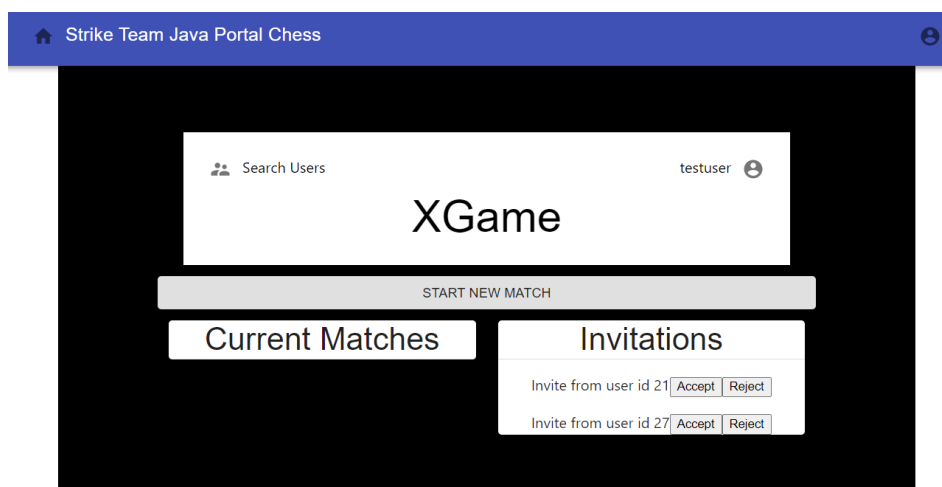 Strike Team Java Portal Chess
Search Users
testuser
XGame
START NEW MATCH
Current Matches
Invitations
Invite from user id 21 Accept Reject
Invite from user id 27 Accept Reject